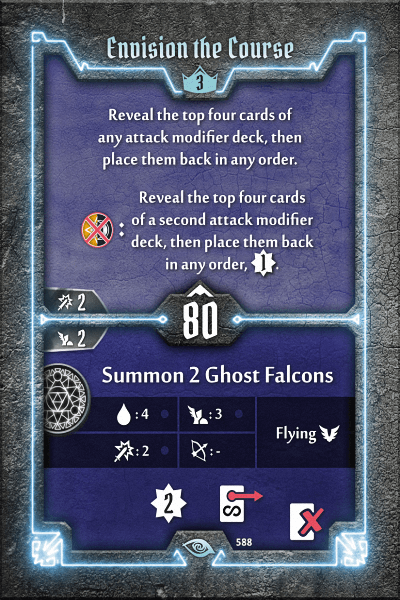 Envision the Course
3
Reveal the top four cards of
any attack modifier deck, then
place them back in any order.
Reveal the top four cards
: of a second attack modifier
deck, then place them back
in any order, 1.
2
80
2
Summon 2 Ghost Falcons
: 4 : 3
Flying
: 2 : -
2 S X
588